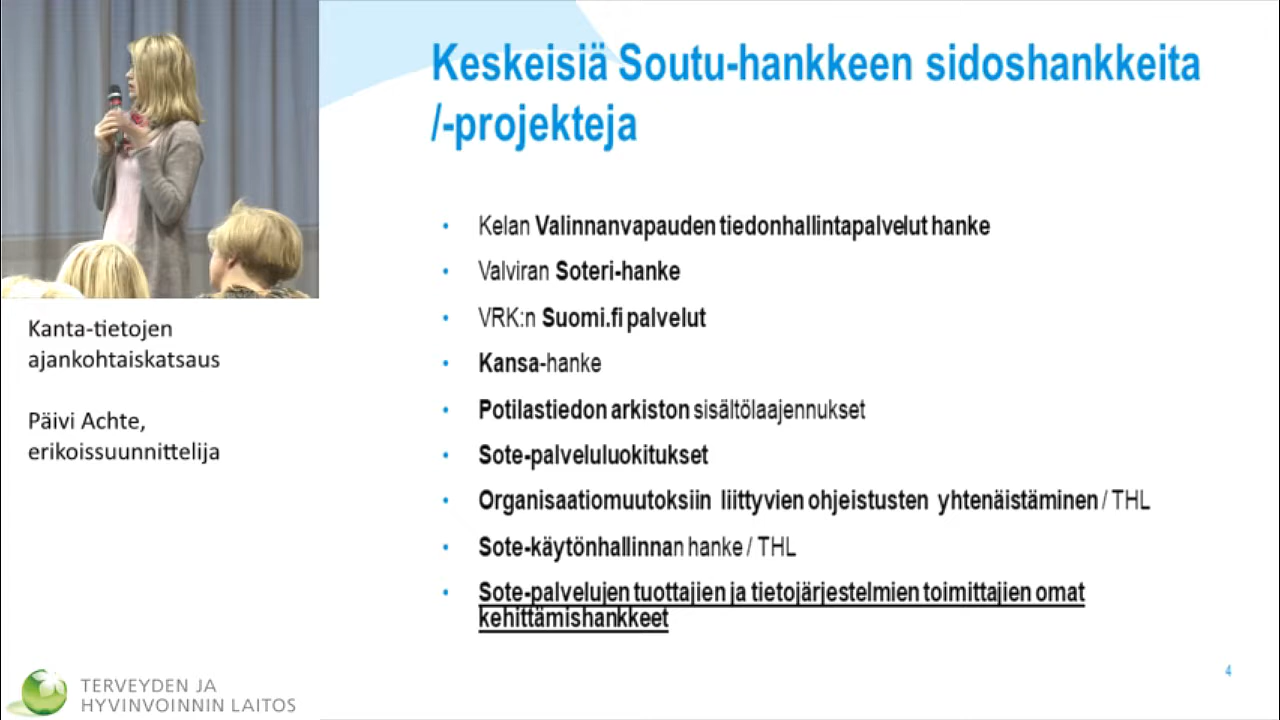 Keskeisiä Soutu-hankkeen sidoshankkeita
/-projekteja
• Kelan Valinnanvapauden tiedonhallintapalvelut hanke
• Valviran Soteri-hanke
• VRK:n Suomi.fi palvelut
• Kansa-hanke
• Potilastiedon arkiston sisältölaajennukset
• Sote-palveluluokitukset
• Organisaatiomuutoksiin liittyvien ohjeistusten yhtenäistäminen / THL
• Sote-käytönhallinnan hanke / THL
• Sote-palvelujen tuottajien ja tietojärjestelmien toimittajien omat
kehittämishankkeet
Kanta-tietojen
ajankohtaiskatsaus
Päivi Achte,
erikoissuunnittelija
TERVEYDEN JA
HYVINVOINNIN LAITOS
4